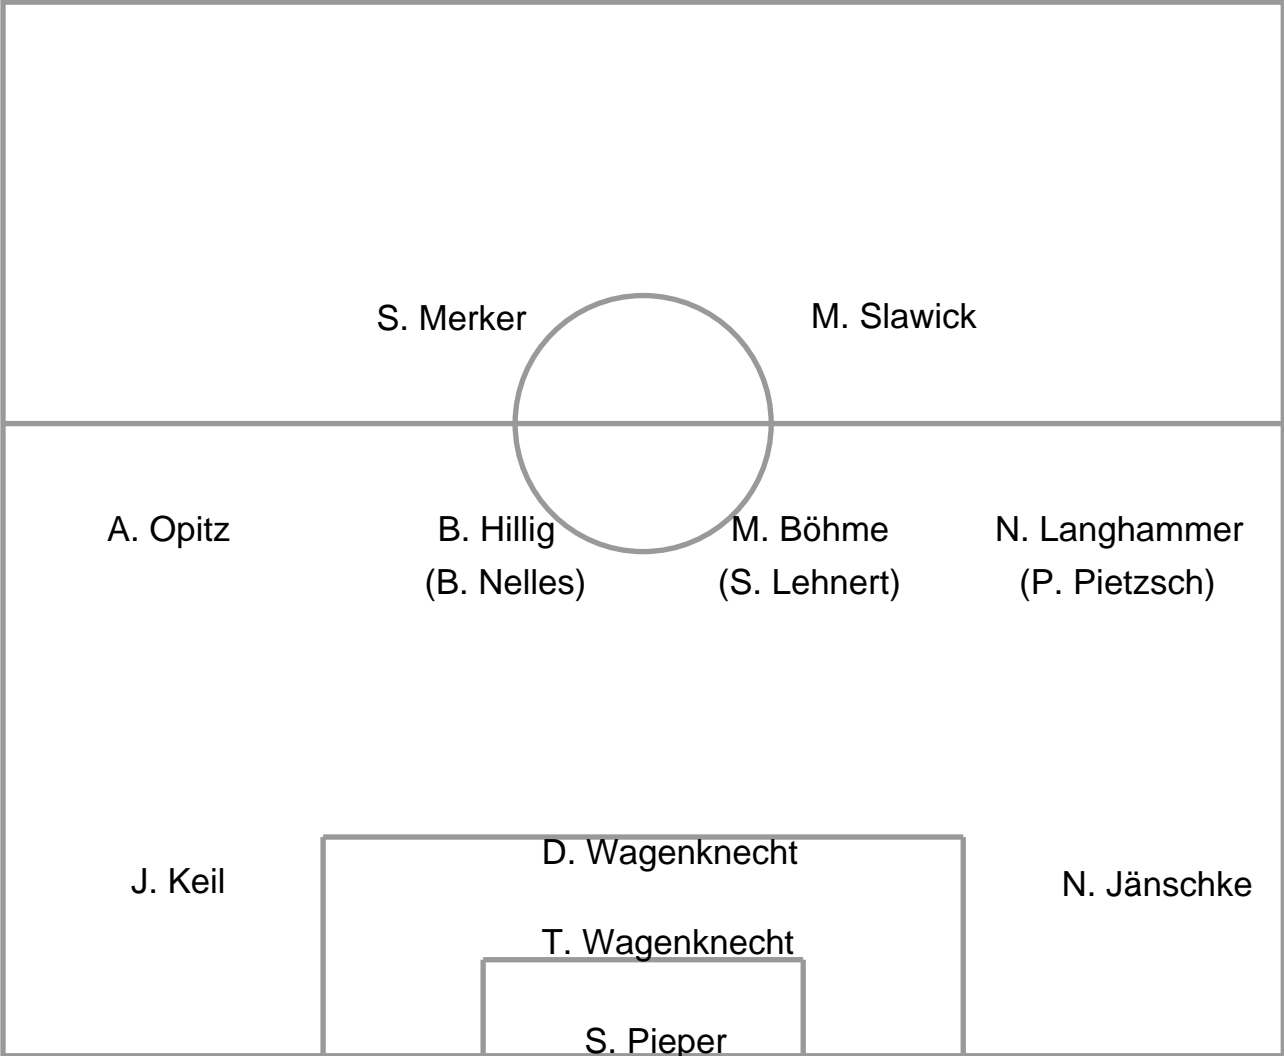 S. Merker
M. Slawick
A. Opitz
B. Hillig
M. Böhme
N. Langhammer
(B. Nelles)
(S. Lehnert)
(P. Pietzsch)
D. Wagenknecht
J. Keil
N. Jänschke
T. Wagenknecht
S. Pieper